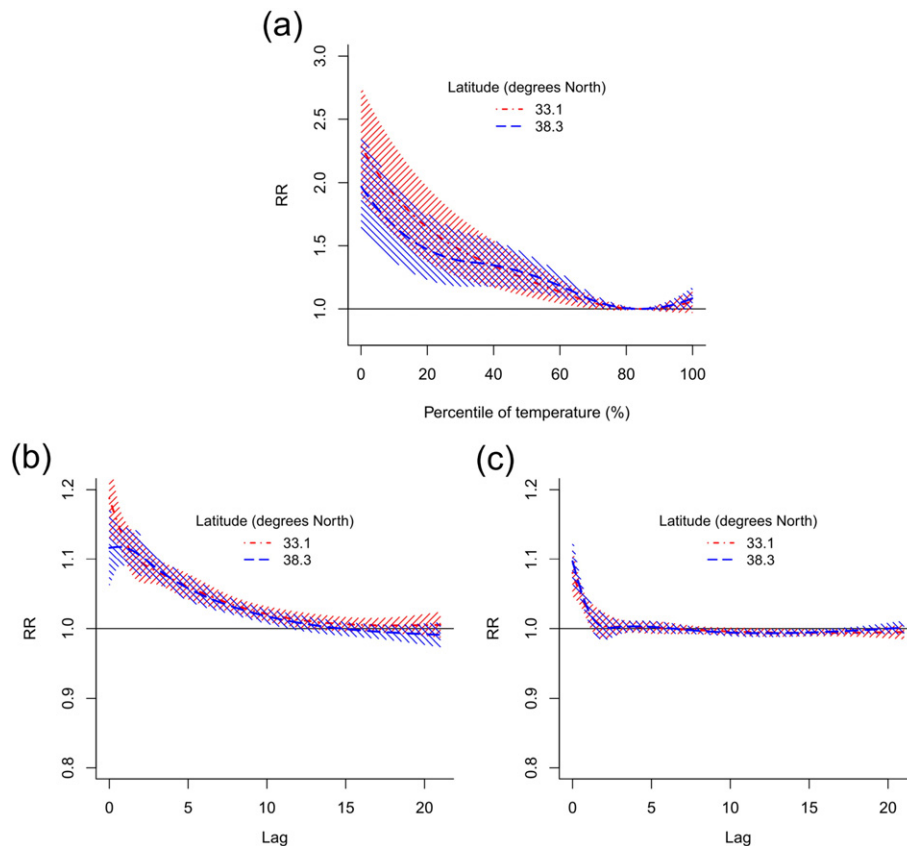 (a)
3.0
2.5
2.0
1.5
1.0
RR
Latitude (degrees North)
33.1
38.3
0 20 40 60 80 100
Percentile of temperature (%)
(b)
1.2
1.1
1.0
0.9
0.8
RR
Latitude (degrees North)
33.1
38.3
0 5 10 15 20
Lag
(c)
1.2
1.1
1.0
0.9
0.8
RR
Latitude (degrees North)
33.1
38.3
0 5 10 15 20
Lag